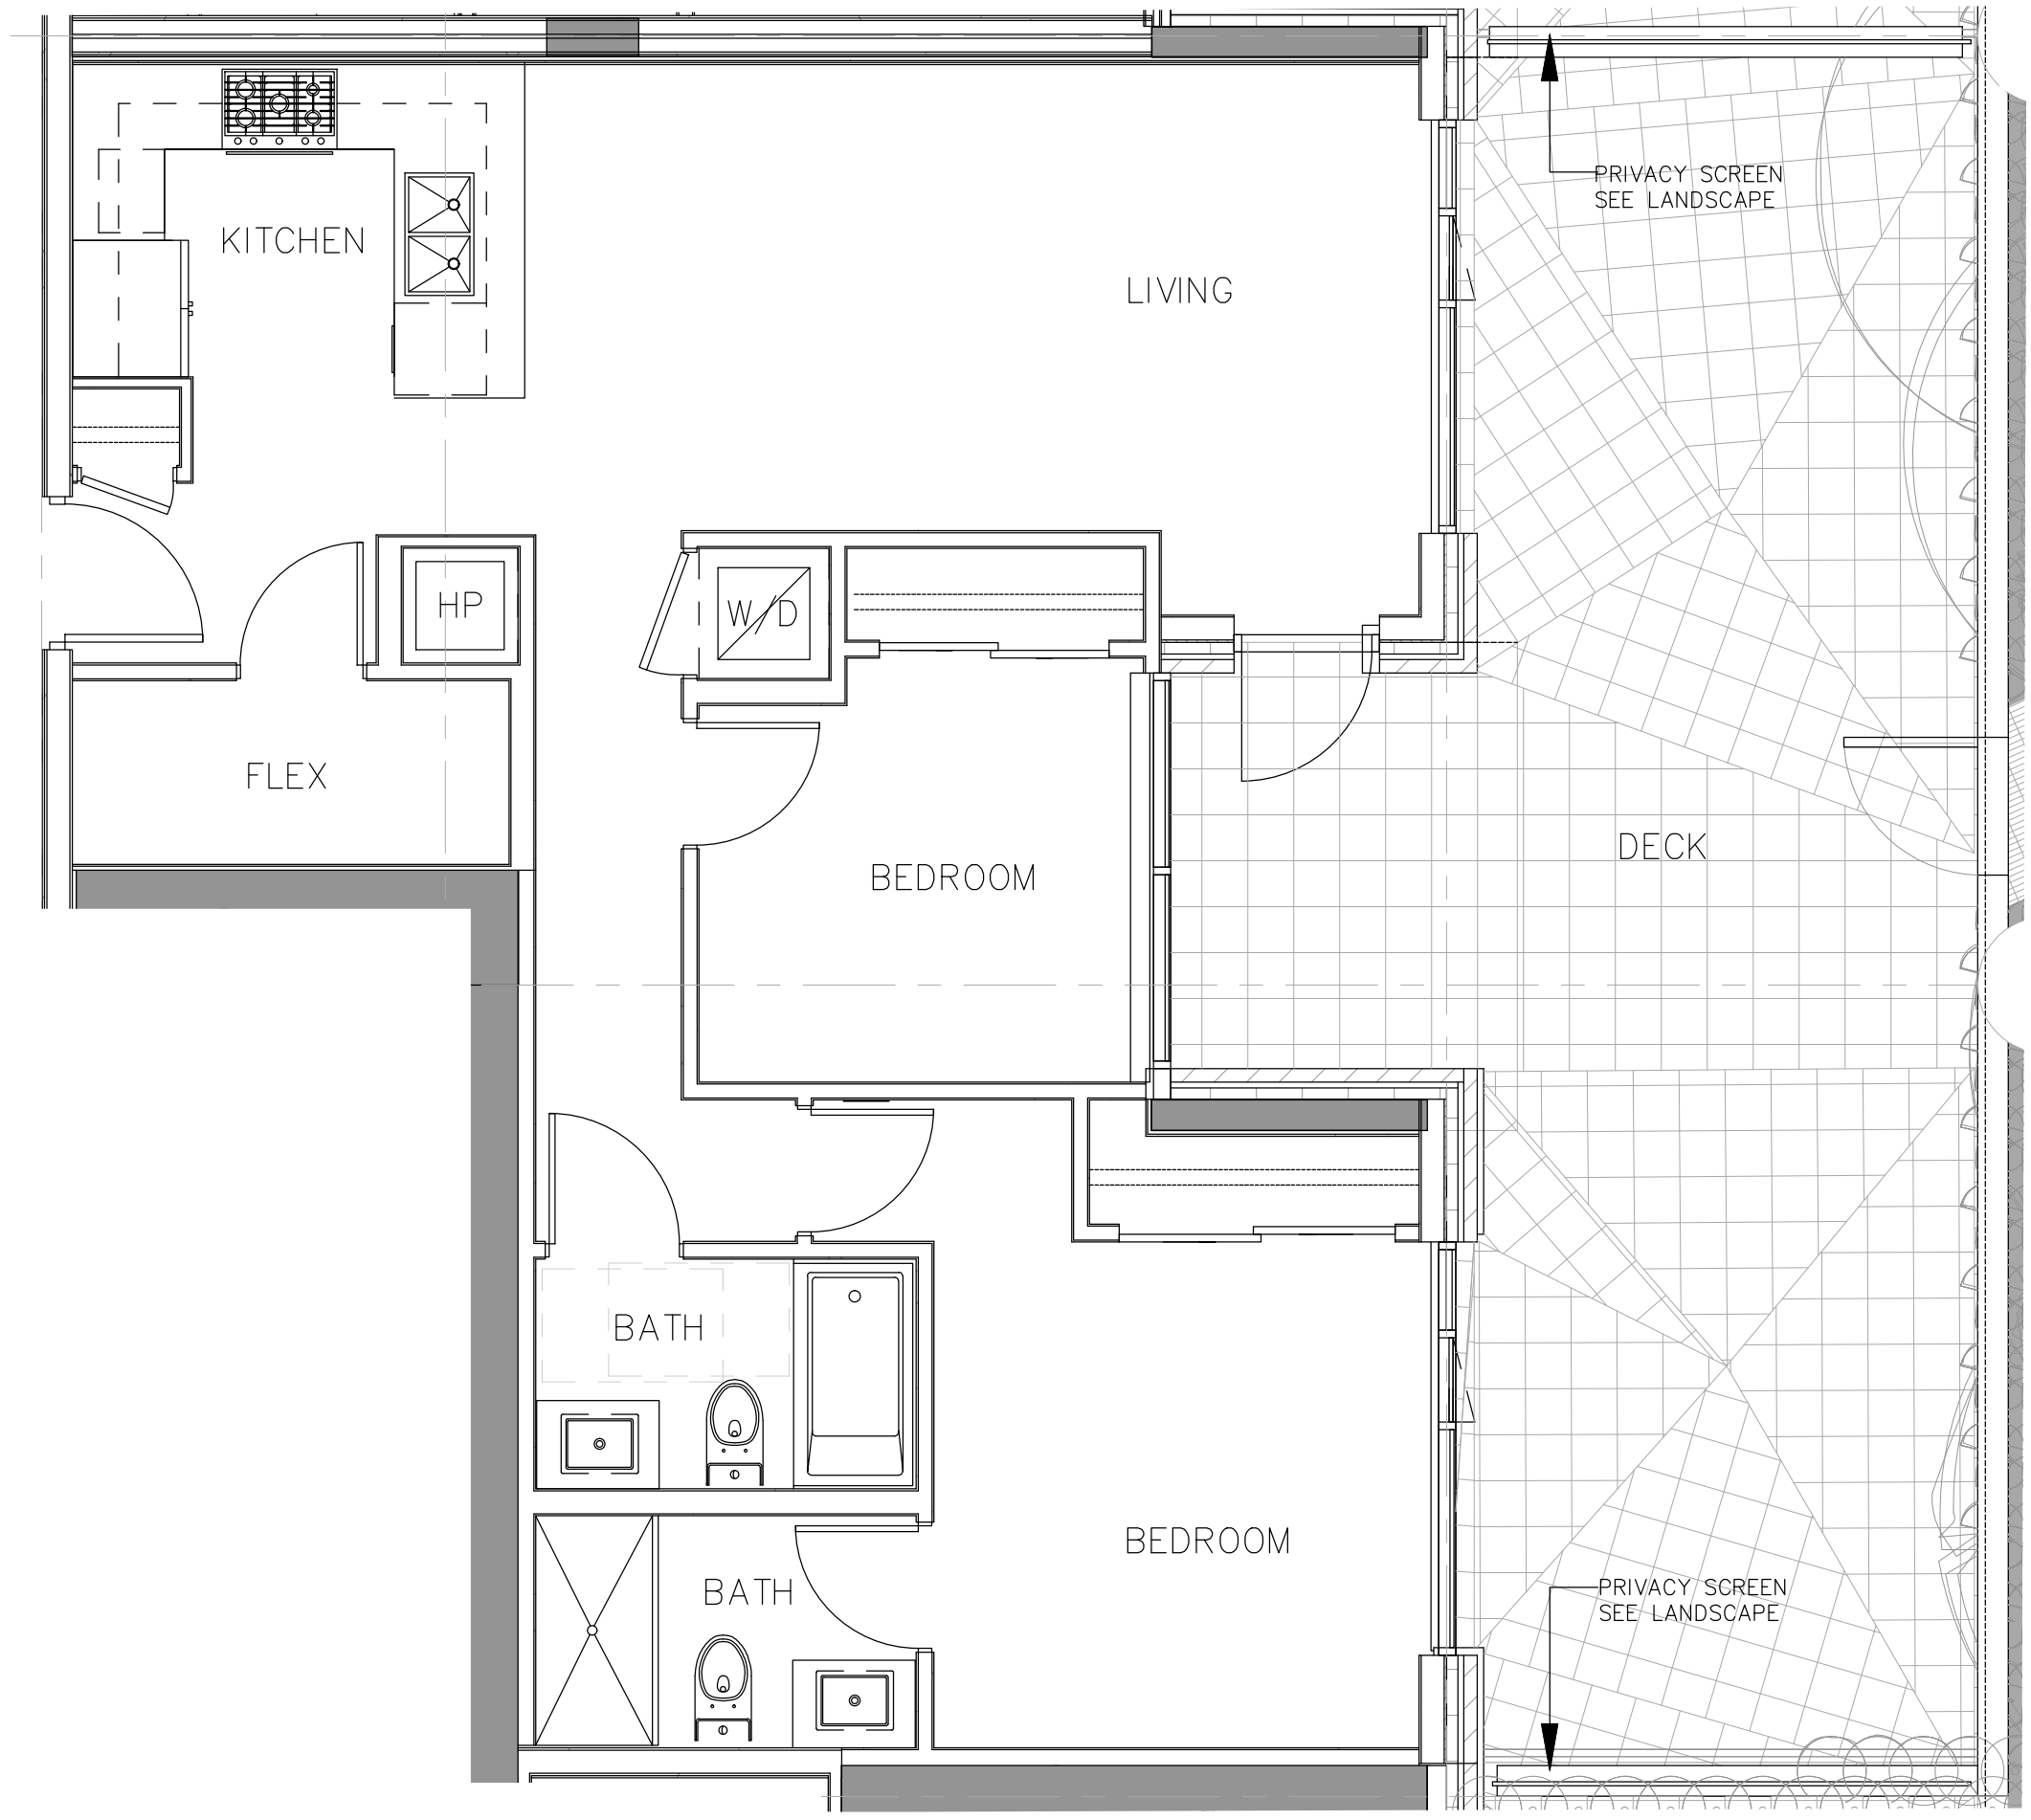 PRIVACY SCREEN
SEE LANDSCAPE
KITCHEN
LIVING
HP
W/D
FLEX
DECK
BEDROOM
BATH
BEDROOM
BATH
PRIVACY SCREEN
SEE LANDSCAPE